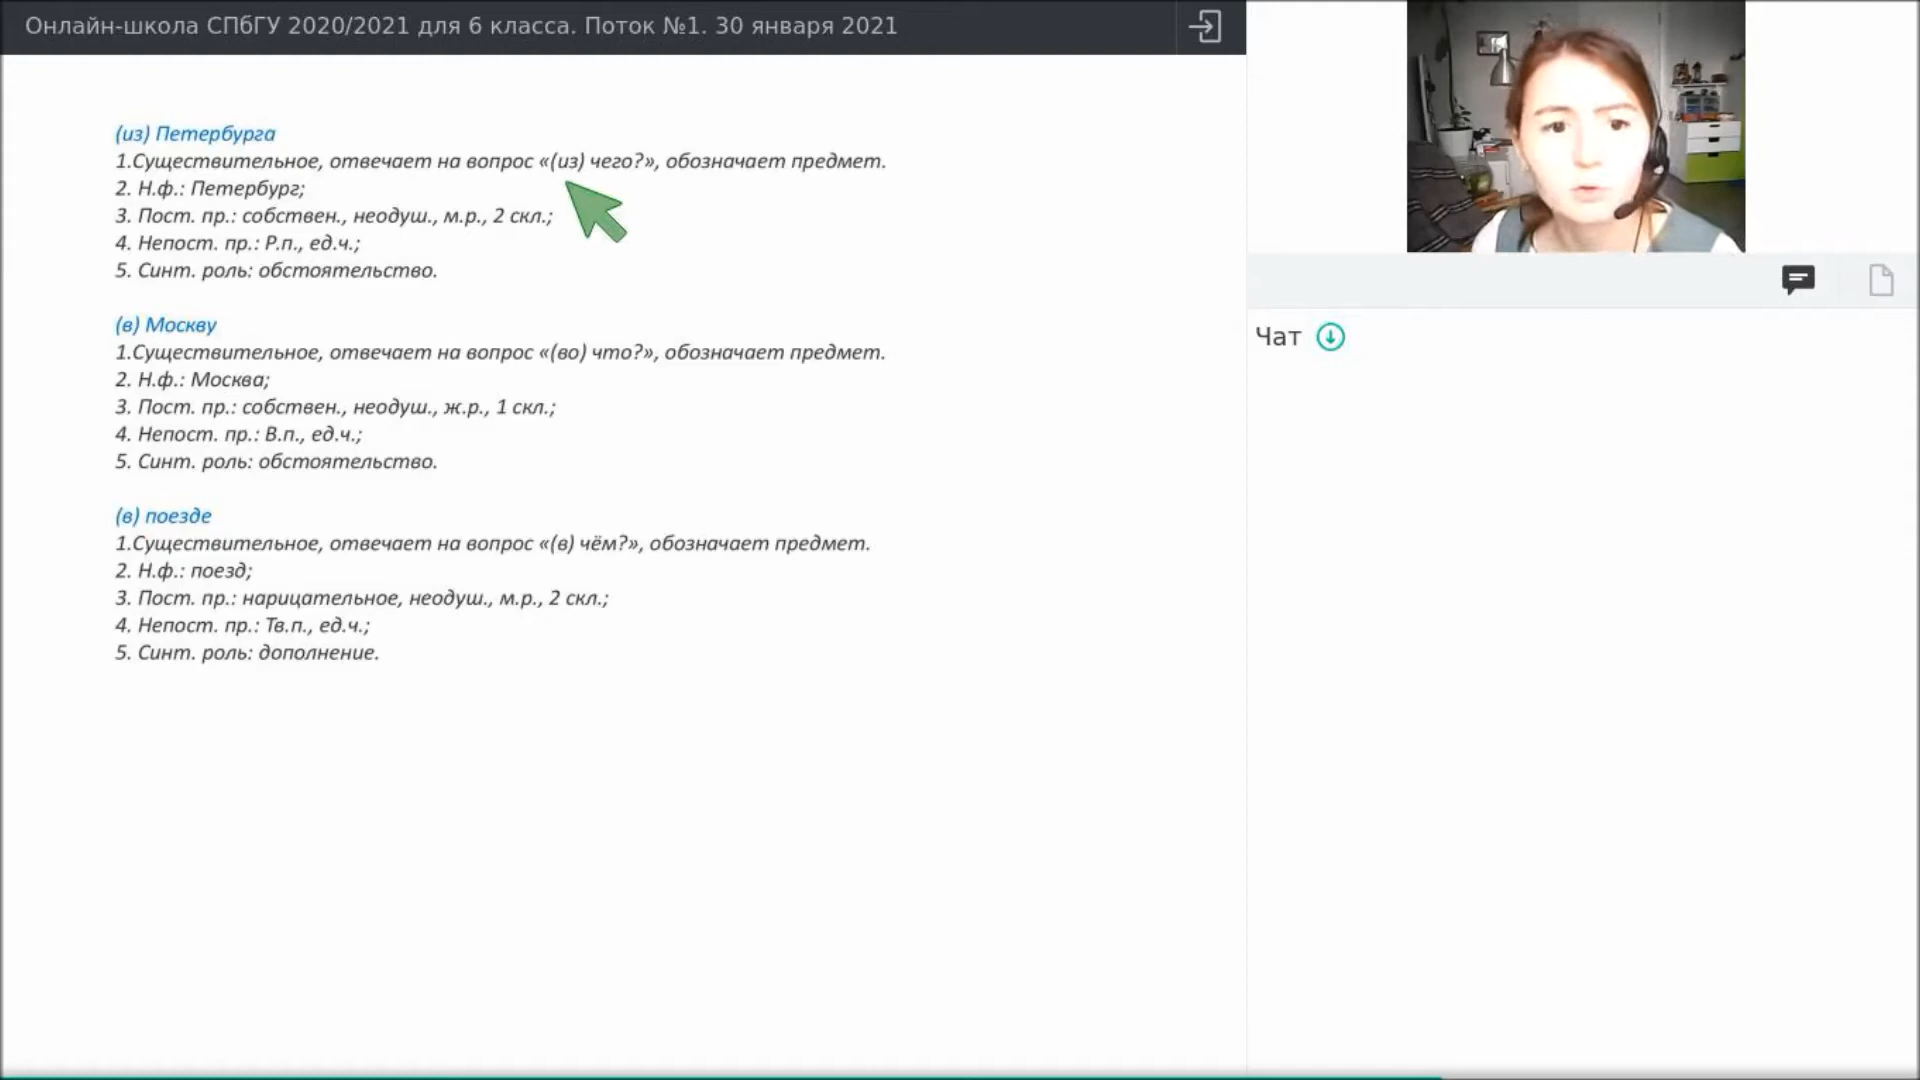 Онлайн-школа СПбГУ 2020/2021 для 6 класса. Поток №1. 30 января 2021
(из) Петербурга
1.Существительное, отвечает на вопрос «(из) чего?», обозначает предмет.
2. Н.ф.: Петербург;
3. Пост. пр.: собствен., неодуш., м.р., 2 скл.;
4. Непост. пр.: Р.п., ед.ч.;
5. Синт. роль: обстоятельство.
(в) Москву
1.Существительное, отвечает на вопрос «(во) что?», обозначает предмет.
2. Н.ф.: Москва;
3. Пост. пр.: собствен., неодуш., ж.р., 1 скл.;
4. Непост. пр.: В.п., ед.ч.;
5. Синт. роль: обстоятельство.
(в) поезде
1.Существительное, отвечает на вопрос «(в) чём?», обозначает предмет.
2. Н.ф.: поезд;
3. Пост. пр.: нарицательное, неодуш., м.р., 2 скл.;
4. Непост. пр.: Тв.п., ед.ч.;
5. Синт. роль: дополнение.
Чат